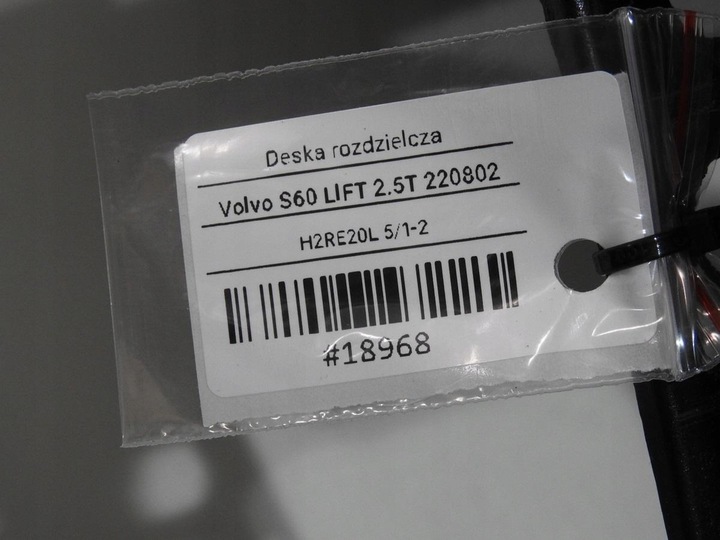 Deska rozdzielcza
Volvo S60 LIFT 2.5T 220802
H2RE20L 5/1-2
#18968